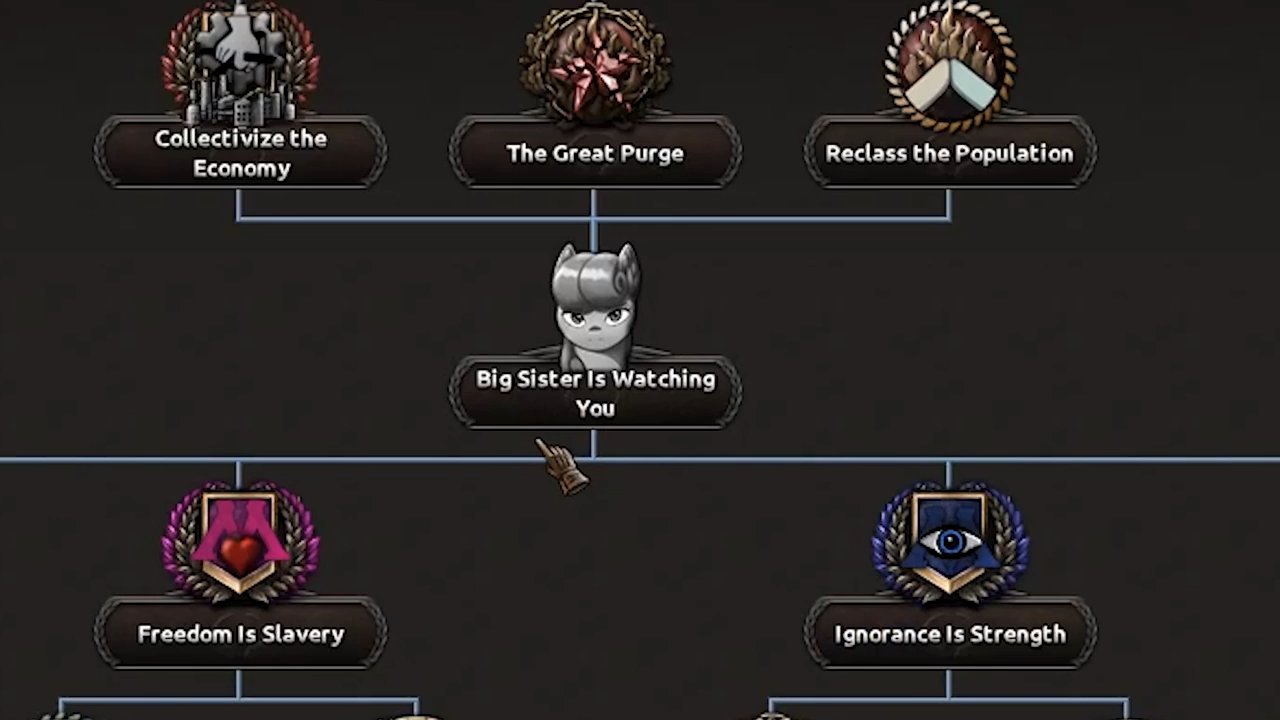 Collectivize the
Economy
The Great Purge
Reclass the Population
Big Sister Is Watching
You
Freedom Is Slavery
Ignorance Is Strength